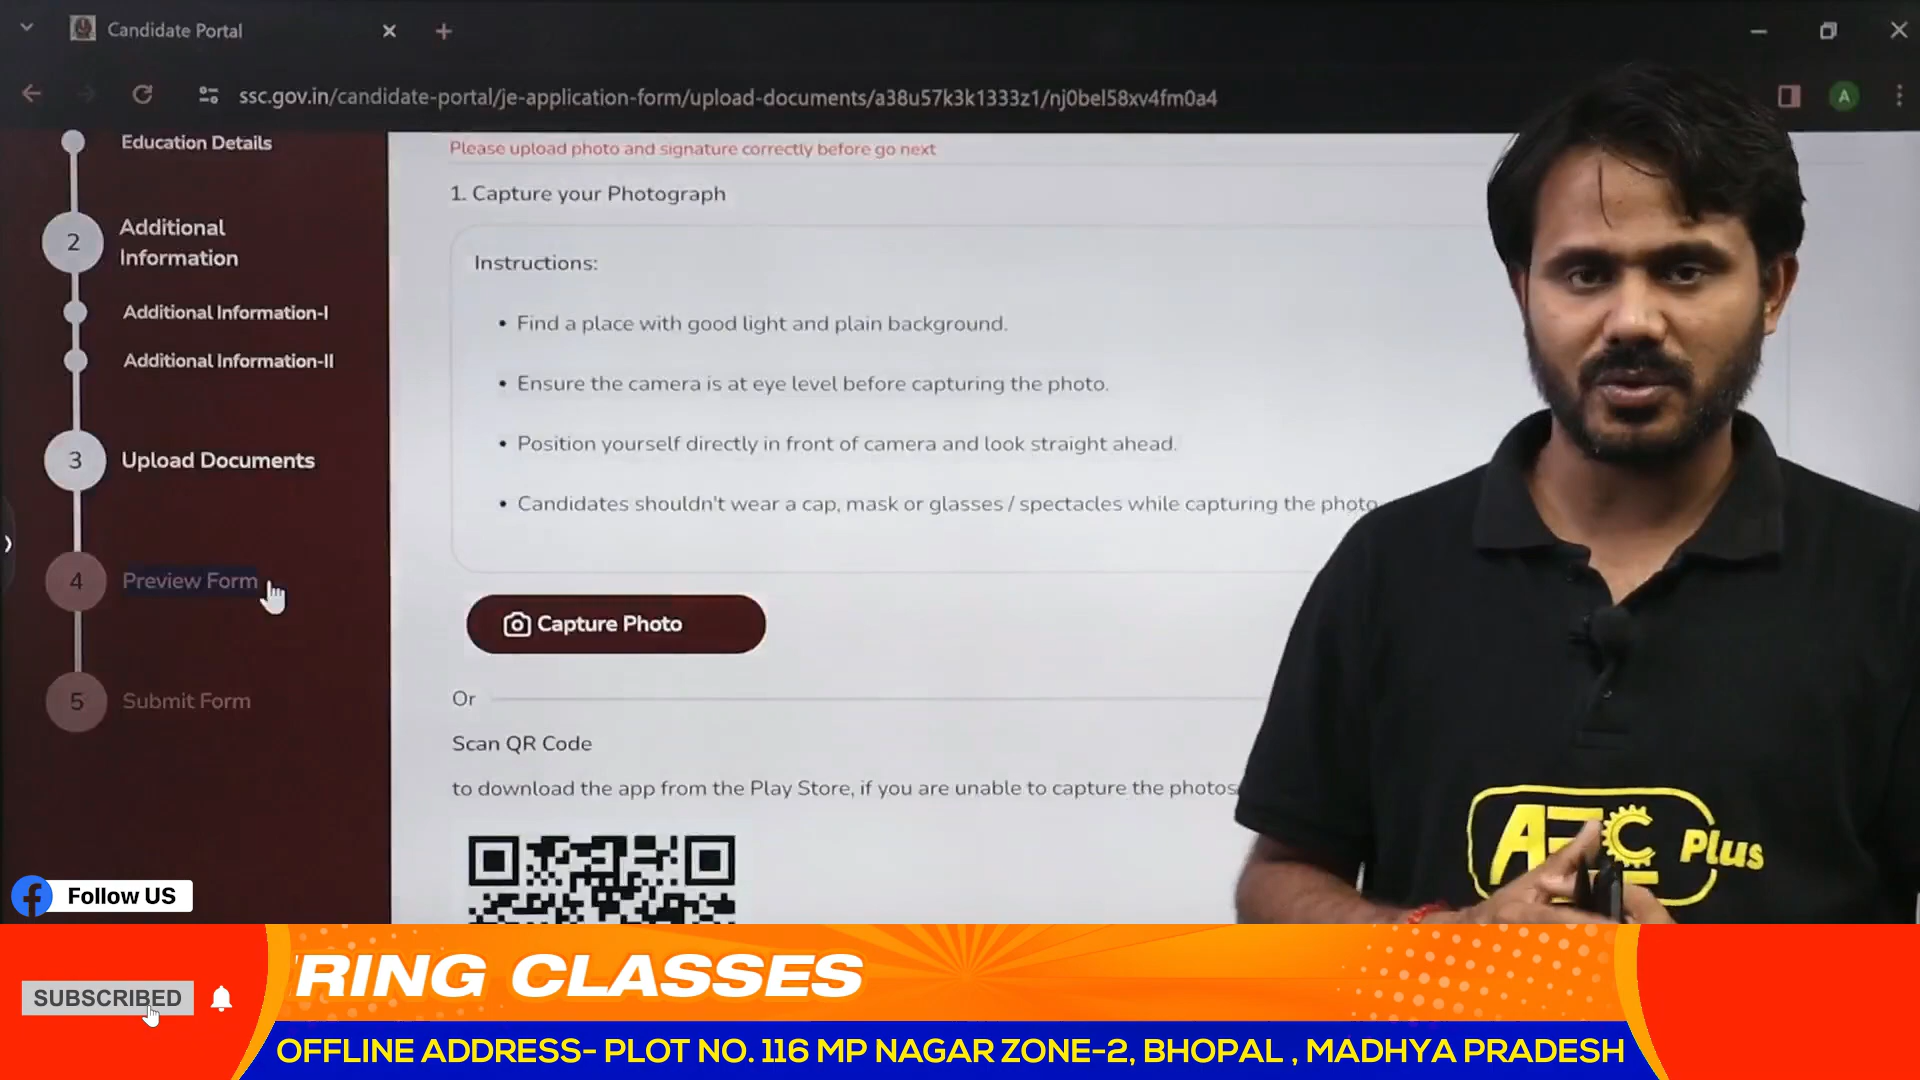 Candidate Portal
ssc.gov.in/candidate-portal/je-application-form/upload-documents/a38u57k3k1333z1/nj0bel58xv4fm0a4
A
Education Details
2
Additional
Information
Additional Information-I
Additional Information-II
3
Upload Documents
4
Preview Form
5
Submit Form
Please upload photo and signature correctly before go next
1. Capture your Photograph
Instructions:
• Find a place with good light and plain background.
• Ensure the camera is at eye level before capturing the photo.
• Position yourself directly in front of camera and look straight ahead.
• Candidates shouldn't wear a cap, mask or glasses / spectacles while capturing the photo.
Capture Photo
Or
Scan QR Code
to download the app from the Play Store, if you are unable to capture the photos
Plus
Follow US
SUBSCRIBED
RING CLASSES
OFFLINE ADDRESS- PLOT NO. 116 MP NAGAR ZONE-2, BHOPAL , MADHYA PRADESH